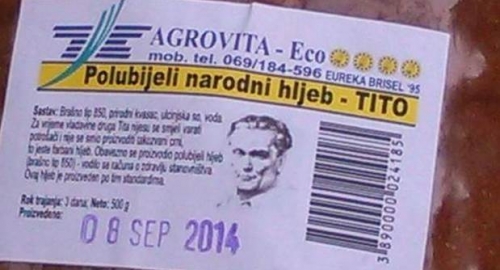 AGROVITA - Eco
mob. tel. 069/184-596 EUREKA BRISEL '95
Polubijeli narodni hljeb - TITO
Sastav: Brašno tip 850, prirodni kvasac, ulcinjska so, voda
Za vrijeme vladavine druga Tita nijesu se smjeli varati
potrošači i nije se smio proizvoditi takozvani crni,
to jeste farbani hljeb. Obavezno se proizvodio polubijeli hljeb
(brašno tip 850) - vodilo se računa o zdravlju stanovništva
Ovaj hljeb je proizveden po tim standardima.
Rok trajanja: 3 dana; Neto: 500 g
Proizvedeno:
08 SEP 2014
3890000024185